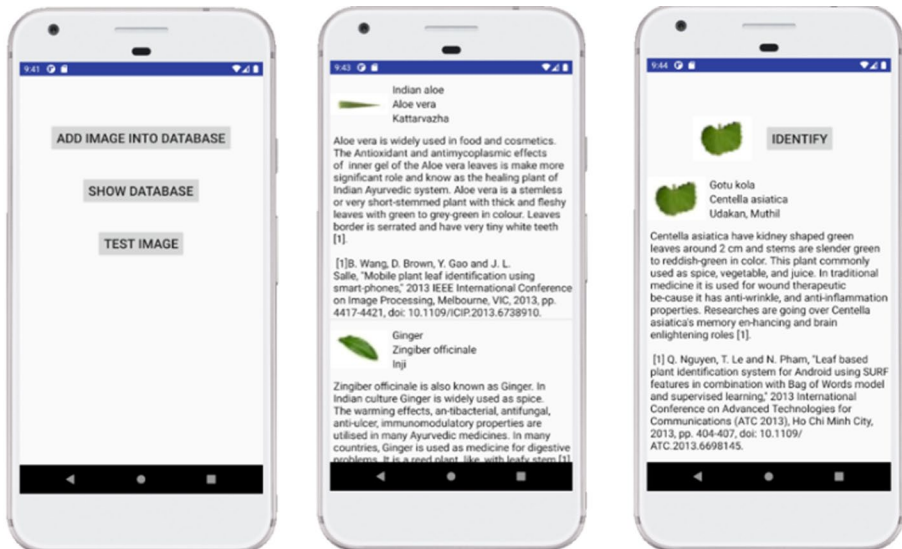 9:41
ADD IMAGE INTO DATABASE
SHOW DATABASE
TEST IMAGE
9:43
Indian aloe
Aloe vera
Kattarvazha
Aloe vera is widely used in food and cosmetics.
The Antioxidant and antimycoplasmic effects
of inner gel of the Aloe vera leaves is make more
significant role and know as the healing plant of
Indian Ayurvedic system. Aloe vera is a stemless
or very short-stemmed plant with thick and fleshy
leaves with green to grey-green in colour. Leaves
border is serrated and have very tiny white teeth
[1].
[1]B. Wang, D. Brown, Y. Gao and J. L.
Salle, "Mobile plant leaf identification using
smart-phones," 2013 IEEE International Conference
on Image Processing, Melbourne, VIC, 2013, pp.
4417-4421, doi: 10.1109/ICIP.2013.6738910.
Ginger
Zingiber officinale
Inji
Zingiber officinale is also known as Ginger. In
Indian culture Ginger is widely used as spice.
The warming effects, an-tibacterial, antifungal,
anti-ulcer, immunomodulatory properties are
utilised in many Ayurvedic medicines. In many
countries, Ginger is used as medicine for digestive
problems. It is a reed plant, like, with leafy stem [1]
9:44
IDENTIFY
Gotu kola
Centella asiatica
Udakan, Muthil
Centella asiatica have kidney shaped green
leaves around 2 cm and stems are slender green
to reddish-green in color. This plant commonly
used as spice, vegetable, and juice. In traditional
medicine it is used for wound therapeutic
be-cause it has anti-wrinkle, and anti-inflammation
properties. Researches are going over Centella
asiatica's memory en-hancing and brain
enlightening roles [1].
[1] Q. Nguyen, T. Le and N. Pham, "Leaf based
plant identification system for Android using SURF
features in combination with Bag of Words model
and supervised learning," 2013 International
Conference on Advanced Technologies for
Communications (ATC 2013), Ho Chi Minh City,
2013, pp. 404-407, doi: 10.1109/
ATC.2013.6698145.